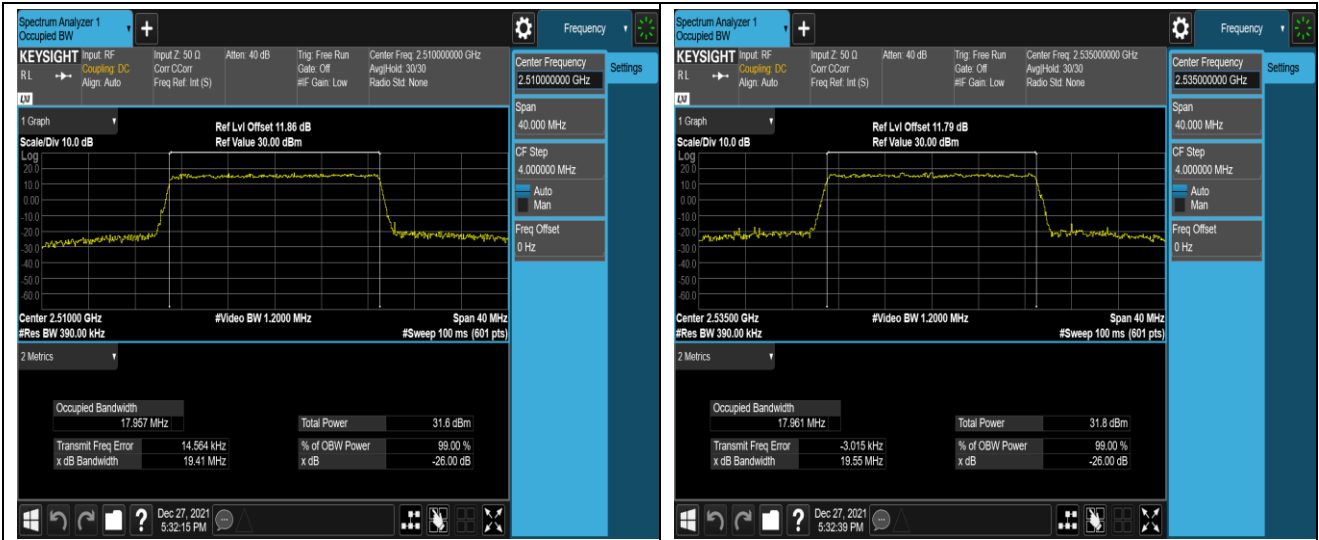 Spectrum Analyzer 1
Occupied BW
+
Frequency
KEYSIGHT
Input: RF
Coupling: DC
Align: Auto
Input Z: 50 Ω
Corr CCorr
Freq Ref: Int (S)
Atten: 40 dB
Trig: Free Run
Gate: Off
#IF Gain: Low
Center Freq: 2.510000000 GHz
Avg|Hold: 30/30
Radio Std: None
RL
LXI
Center Frequency
2.510000000 GHz
Settings
Span
40.000 MHz
CF Step
4.000000 MHz
Auto
Man
Freq Offset
0 Hz
1 Graph
Scale/Div 10.0 dB
Ref Lvl Offset 11.86 dB
Ref Value 30.00 dBm
Log
20.0
10.0
0.00
-10.0
-20.0
-30.0
-40.0
-50.0
-60.0
Center 2.51000 GHz
#Video BW 1.2000 MHz
Span 40 MHz
#Res BW 390.00 kHz
#Sweep 100 ms (601 pts)
2 Metrics
Occupied Bandwidth
17.957 MHz
Total Power 31.6 dBm
Transmit Freq Error 14.564 kHz
% of OBW Power 99.00 %
x dB Bandwidth 19.41 MHz
x dB -26.00 dB
?
Dec 27, 2021
5:32:15 PM
Spectrum Analyzer 1
Occupied BW
+
Frequency
KEYSIGHT
Input: RF
Coupling: DC
Align: Auto
Input Z: 50 Ω
Corr CCorr
Freq Ref: Int (S)
Atten: 40 dB
Trig: Free Run
Gate: Off
#IF Gain: Low
Center Freq: 2.535000000 GHz
Avg|Hold: 30/30
Radio Std: None
RL
LXI
Center Frequency
2.535000000 GHz
Settings
Span
40.000 MHz
CF Step
4.000000 MHz
Auto
Man
Freq Offset
0 Hz
1 Graph
Scale/Div 10.0 dB
Ref Lvl Offset 11.79 dB
Ref Value 30.00 dBm
Log
20.0
10.0
0.00
-10.0
-20.0
-30.0
-40.0
-50.0
-60.0
Center 2.53500 GHz
#Video BW 1.2000 MHz
Span 40 MHz
#Res BW 390.00 kHz
#Sweep 100 ms (601 pts)
2 Metrics
Occupied Bandwidth
17.961 MHz
Total Power 31.8 dBm
Transmit Freq Error -3.015 kHz
% of OBW Power 99.00 %
x dB Bandwidth 19.55 MHz
x dB -26.00 dB
?
Dec 27, 2021
5:32:39 PM